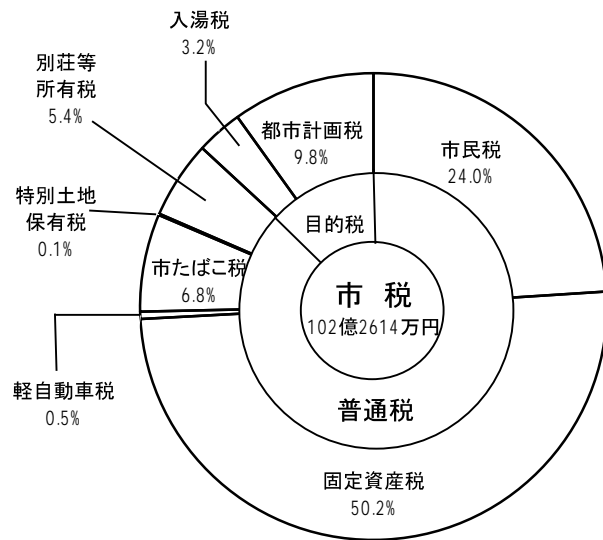 入湯税
3.2%
別荘等
所有税
5.4%
都市計画税
9.8%
市民税
24.0%
特別土地
保有税
0.1%
目的税
市たばこ税
6.8%
市 税
102億2614万円
軽自動車税
0.5%
普通税
固定資産税
50.2%